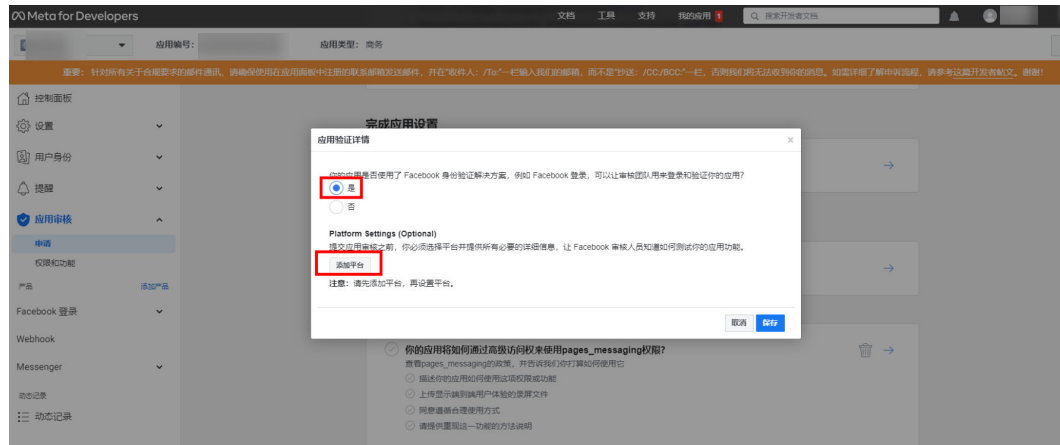 Meta for Developers
文档 工具 支持 我的应用 1 搜索开发者文档
应用编号： 应用类型：商务
重要：针对所有关于合规要求的邮件通讯，请确保使用在应用面板中注册的联系邮箱发送邮件，并在"收件人：/To:"一栏输入我们的邮箱，而不是"抄送：/CC:/BCC:"一栏，否则我们将无法收到你的消息。如需详细了解申诉流程，请参考这篇开发者帖文。谢谢！
控制面板
设置
用户身份
提醒
应用审核
申请
权限和功能
产品 添加产品
Facebook 登录
Webhook
Messenger
动态记录
动态记录
完成应用设置
应用验证详情
你的应用是否使用了 Facebook 身份验证解决方案，例如 Facebook 登录，可以让审核团队用来登录和验证你的应用？
是
否
Platform Settings (Optional)
提交应用审核之前，你必须选择平台并提供所有必要的详细信息，让 Facebook 审核人员知道如何测试你的应用功能。
添加平台
注意：请先添加平台，再设置平台。
取消 保存
你的应用将如何通过高级访问权来使用pages_messaging权限？
查看pages_messaging的政策，并告诉我们你打算如何使用它
描述你的应用如何使用这项权限或功能
上传显示端到端用户体验的录屏文件
同意遵循合理使用方式
请提供重现这一功能的方法说明